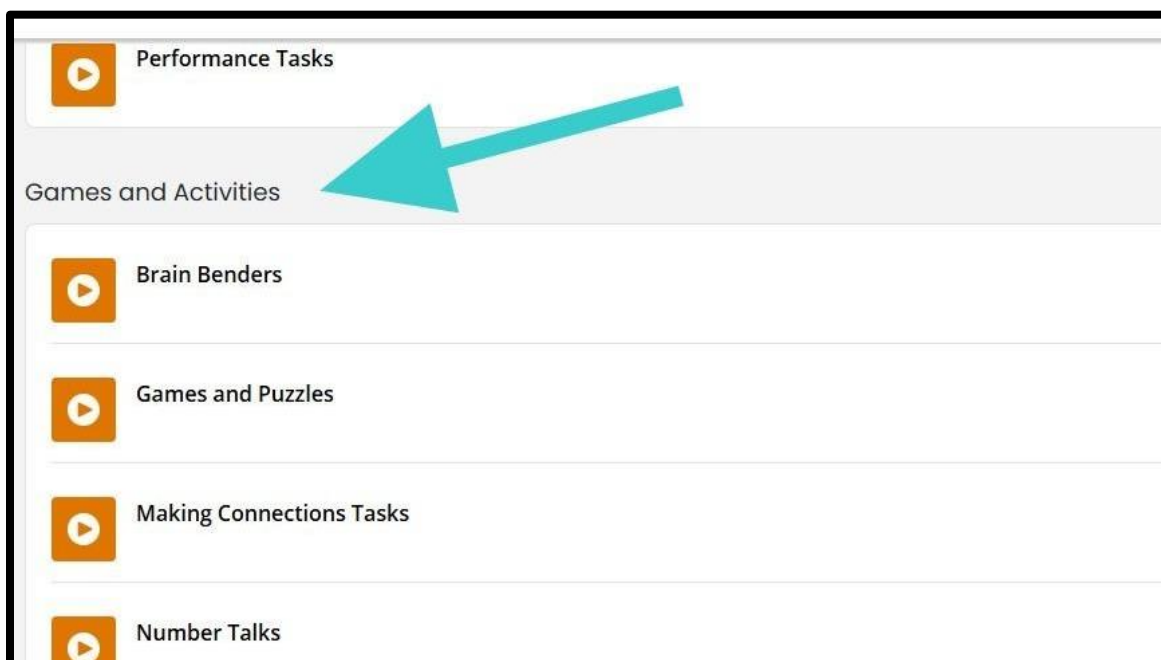 Performance Tasks
Games and Activities
Brain Benders
Games and Puzzles
Making Connections Tasks
Number Talks